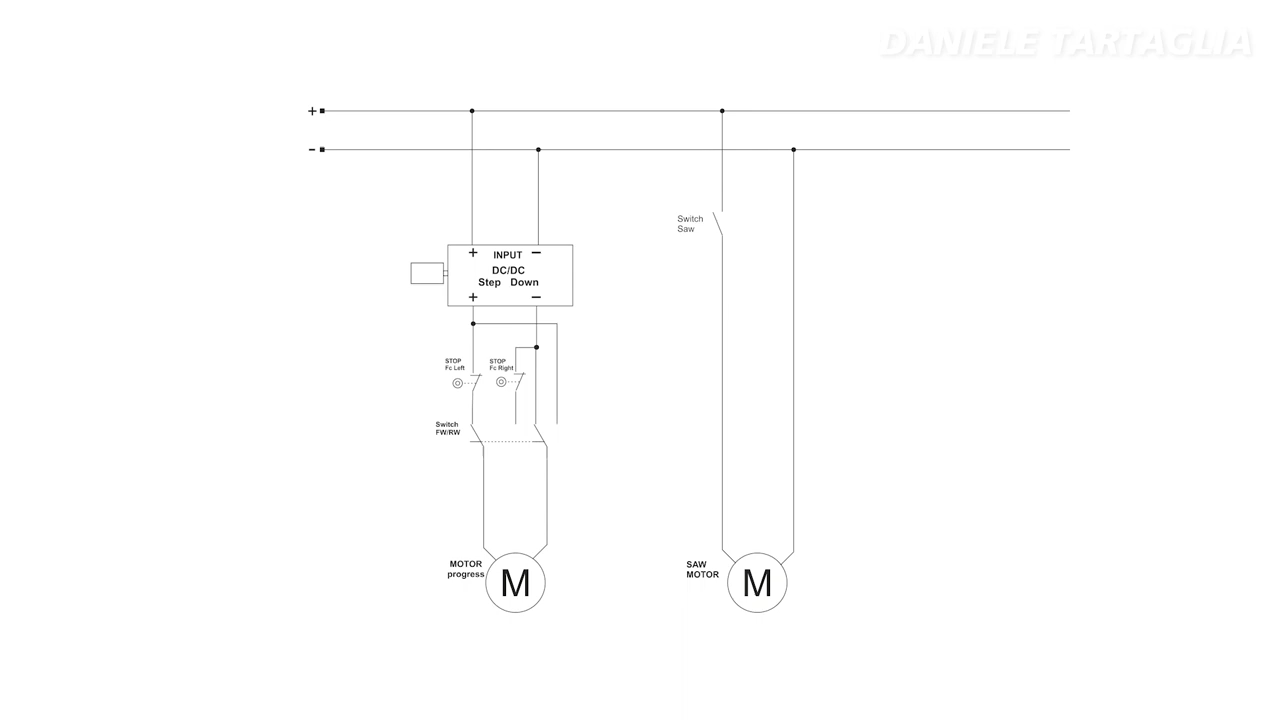 DANIELE TARTAGLIA
+
-
Switch
Saw
+ INPUT -
DC/DC
Step Down
+ -
STOP
Fc Left
STOP
Fc Right
Switch
FW/RW
MOTOR
progress
M
SAW
MOTOR
M